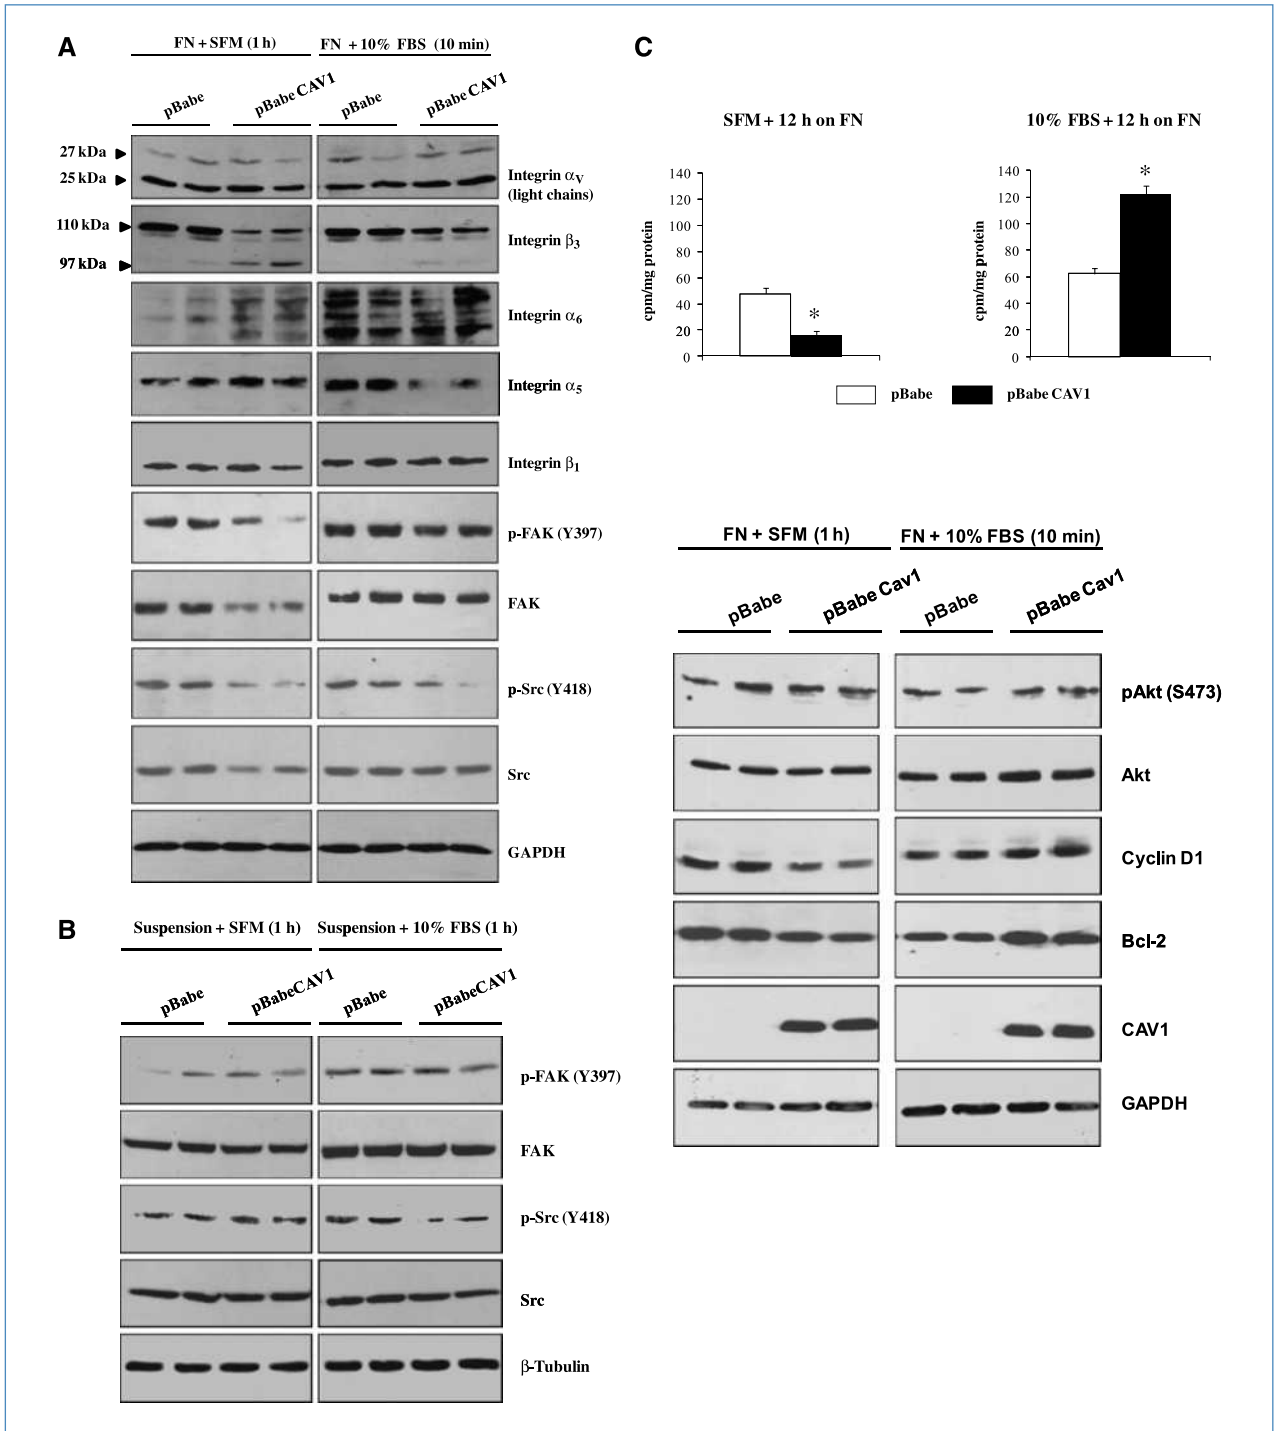 A
FN + SFM (1 h)
FN + 10% FBS (10 min)
pBabe
pBabe CAV1
pBabe
pBabe CAV1
27 kDa
25 kDa
Integrin αV
(light chains)
110 kDa
97 kDa
Integrin β3
Integrin α6
Integrin α5
Integrin β1
p-FAK (Y397)
FAK
p-Src (Y418)
Src
GAPDH
B
Suspension + SFM (1 h)
Suspension + 10% FBS (1 h)
pBabe
pBabeCAV1
pBabe
pBabeCAV1
p-FAK (Y397)
FAK
p-Src (Y418)
Src
β-Tubulin
C
SFM + 12 h on FN
cpm/mg protein
140
120
100
80
60
40
20
0
*
10% FBS + 12 h on FN
cpm/mg protein
140
120
100
80
60
40
20
0
*
pBabe
pBabe CAV1
FN + SFM (1 h)
FN + 10% FBS (10 min)
pBabe
pBabe Cav1
pBabe
pBabe Cav1
pAkt (S473)
Akt
Cyclin D1
Bcl-2
CAV1
GAPDH